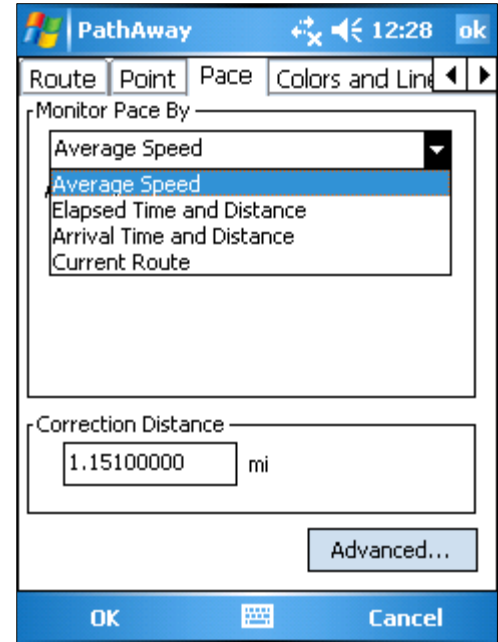 PathAway 12:28 ok
Route Point Pace Colors and Line
Monitor Pace By
Average Speed
Average Speed
Elapsed Time and Distance
Arrival Time and Distance
Current Route
Correction Distance
1.15100000 mi
Advanced...
OK Cancel